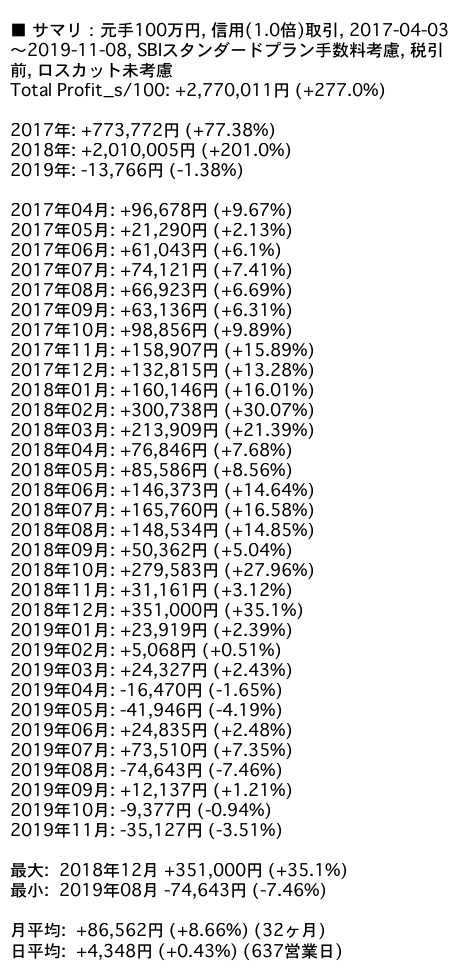 ■ サマリ：元手100万円, 信用(1.0倍)取引, 2017-04-03
～2019-11-08, SBIスタンダードプラン手数料考慮, 税引
前, ロスカット未考慮
Total Profit_s/100: +2,770,011円 (+277.0%)
2017年: +773,772円 (+77.38%)
2018年: +2,010,005円 (+201.0%)
2019年: -13,766円 (-1.38%)
2017年04月: +96,678円 (+9.67%)
2017年05月: +21,290円 (+2.13%)
2017年06月: +61,043円 (+6.1%)
2017年07月: +74,121円 (+7.41%)
2017年08月: +66,923円 (+6.69%)
2017年09月: +63,136円 (+6.31%)
2017年10月: +98,856円 (+9.89%)
2017年11月: +158,907円 (+15.89%)
2017年12月: +132,815円 (+13.28%)
2018年01月: +160,146円 (+16.01%)
2018年02月: +300,738円 (+30.07%)
2018年03月: +213,909円 (+21.39%)
2018年04月: +76,846円 (+7.68%)
2018年05月: +85,586円 (+8.56%)
2018年06月: +146,373円 (+14.64%)
2018年07月: +165,760円 (+16.58%)
2018年08月: +148,534円 (+14.85%)
2018年09月: +50,362円 (+5.04%)
2018年10月: +279,583円 (+27.96%)
2018年11月: +31,161円 (+3.12%)
2018年12月: +351,000円 (+35.1%)
2019年01月: +23,919円 (+2.39%)
2019年02月: +5,068円 (+0.51%)
2019年03月: +24,327円 (+2.43%)
2019年04月: -16,470円 (-1.65%)
2019年05月: -41,946円 (-4.19%)
2019年06月: +24,835円 (+2.48%)
2019年07月: +73,510円 (+7.35%)
2019年08月: -74,643円 (-7.46%)
2019年09月: +12,137円 (+1.21%)
2019年10月: -9,377円 (-0.94%)
2019年11月: -35,127円 (-3.51%)
最大: 2018年12月 +351,000円 (+35.1%)
最小: 2019年08月 -74,643円 (-7.46%)
月平均: +86,562円 (+8.66%) (32ヶ月)
日平均: +4,348円 (+0.43%) (637営業日)